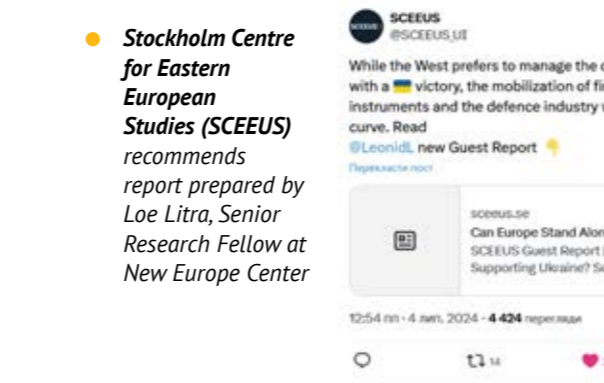 Stockholm Centre
for Eastern
European
Studies (SCEEUS)
recommends
report prepared by
Loe Litra, Senior
Research Fellow at
New Europe Center
SCEEUS
@SCEEUS_UI
While the West prefers to manage the
with a victory, the mobilization of
instruments and the defence industry
curve. Read
@LeonidL new Guest Report
Перекласти пост
sceeus.se
Can Europe Stand
SCEEUS Guest Report
Supporting Ukraine?
12:54 пп · 4 лип. 2024 · 4 424 перегляди
14